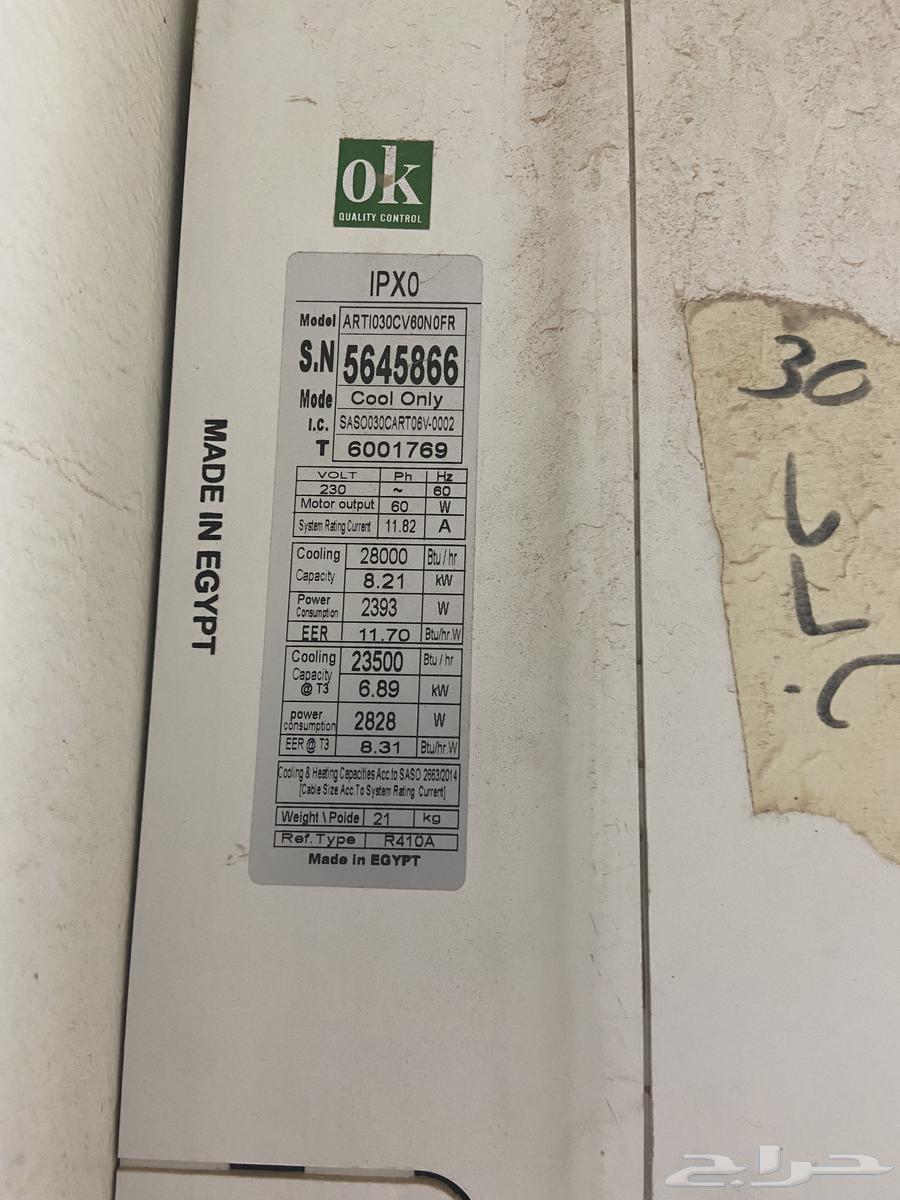 ok
QUALITY CONTROL
IPX0
Model ARTI030CV60N0FR
S.N 5645866
Mode Cool Only
I.C. SASO030CART06V-0002
T 6001769
VOLT Ph Hz
230 ~ 60
Motor output 60 W
System Rating Current 11.82 A
Cooling Capacity 28000 Btu / hr
8.21 kW
Power Consumption 2393 W
EER 11.70 Btu/hr.W
Cooling Capacity @ T3 23500 Btu / hr
6.89 kW
power consumption 2828 W
EER @ T3 8.31 Btu/hr.W
Cooling & Heating Capacities Acc.to SASO 2663/2014
[Cable Size Acc.To System Rating Current]
Weight \ Poide 21 kg
Ref. Type R410A
Made in EGYPT
MADE IN EGYPT
30
حراج